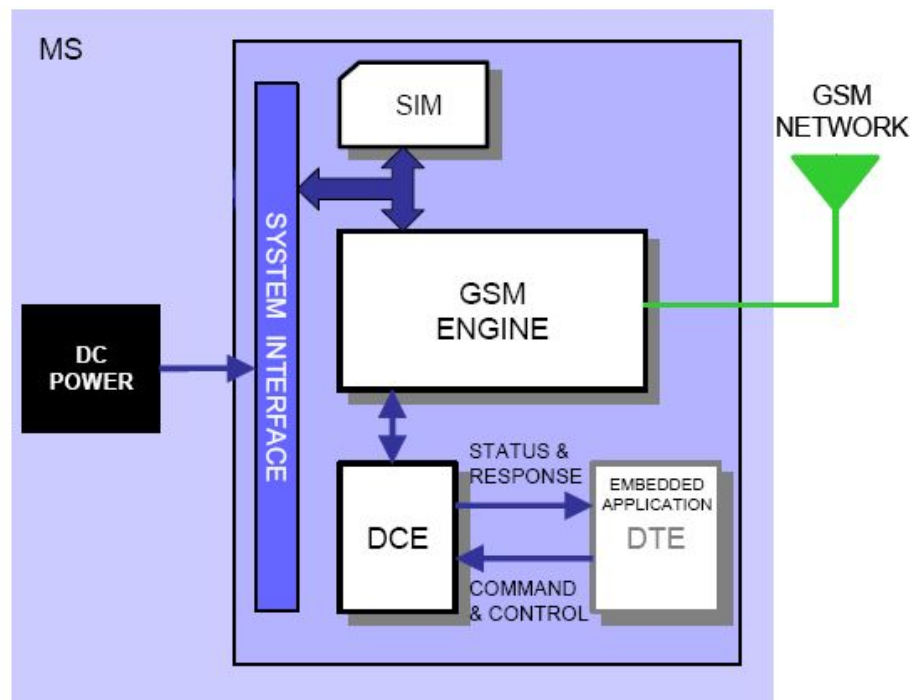 MS
SIM
GSM
NETWORK
SYSTEM INTERFACE
GSM
ENGINE
DC
POWER
STATUS &
RESPONSE
DCE
EMBEDDED
APPLICATION
DTE
COMMAND
& CONTROL